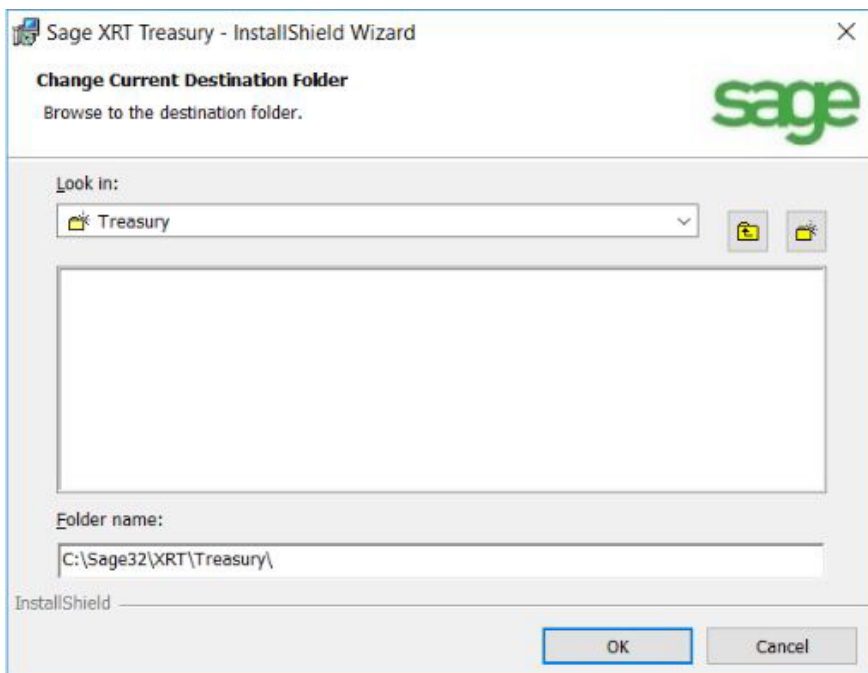 Sage XRT Treasury - InstallShield Wizard
Change Current Destination Folder
Browse to the destination folder.
sage
Look in:
Treasury
Folder name:
C:\Sage32\XRT\Treasury\
InstallShield
OK
Cancel